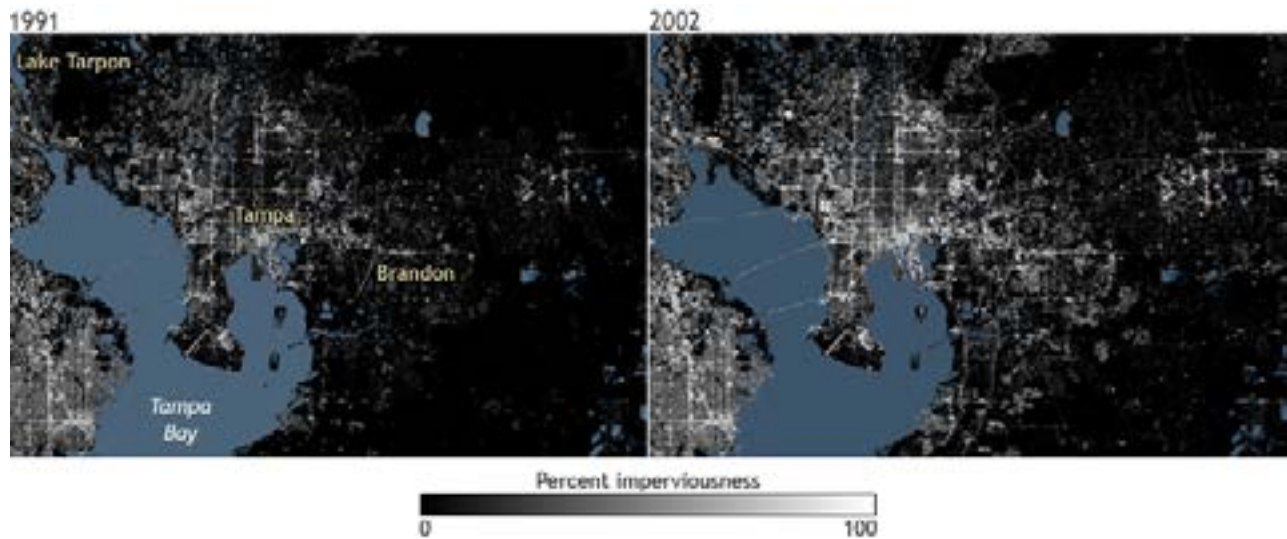 1991
2002
Lake Tarpon
Tampa
Brandon
Tampa
Bay
Percent imperviousness
0
100